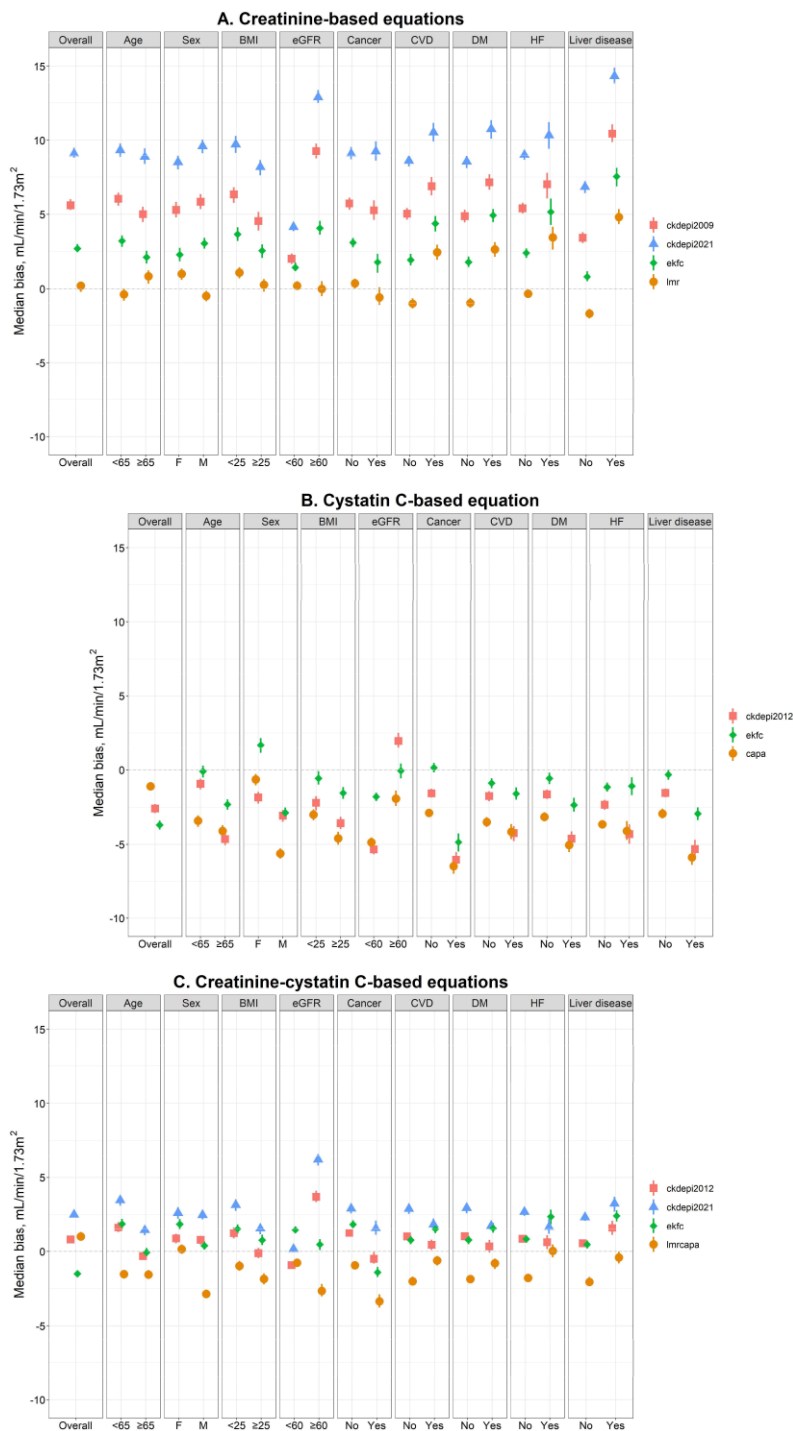 A. Creatinine-based equations
Overall Age Sex BMI eGFR Cancer CVD DM HF Liver disease
15
10
5
0
-5
-10
Median bias, mL/min/1.73m²
Overall <65 ≥65 F M <25 ≥25 <60 ≥60 No Yes No Yes No Yes No Yes No Yes
ckdepi2009
ckdepi2021
ekfc
lmr
B. Cystatin C-based equation
Overall Age Sex BMI eGFR Cancer CVD DM HF Liver disease
15
10
5
0
-5
-10
Median bias, mL/min/1.73m²
Overall <65 ≥65 F M <25 ≥25 <60 ≥60 No Yes No Yes No Yes No Yes No Yes
ckdepi2012
ekfc
capa
C. Creatinine-cystatin C-based equations
Overall Age Sex BMI eGFR Cancer CVD DM HF Liver disease
15
10
5
0
-5
-10
Median bias, mL/min/1.73m²
Overall <65 ≥65 F M <25 ≥25 <60 ≥60 No Yes No Yes No Yes No Yes No Yes
ckdepi2012
ckdepi2021
ekfc
lmrcapa